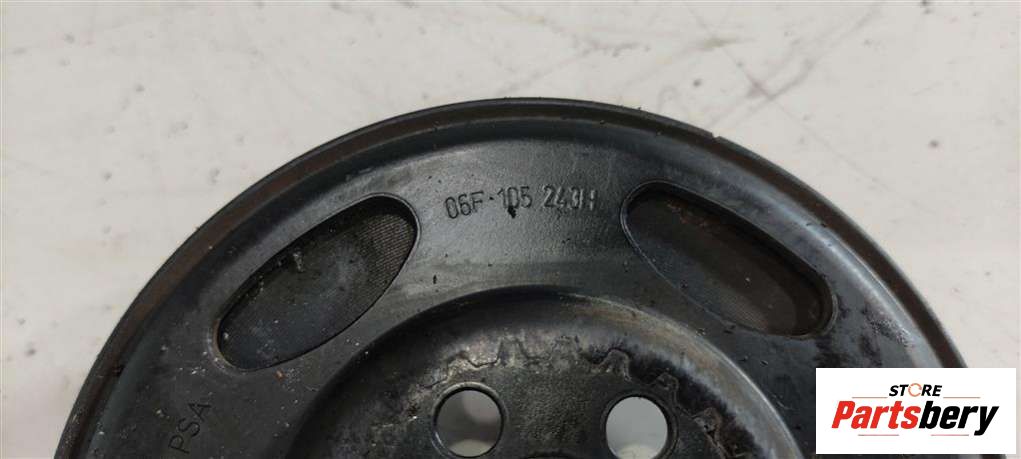 06F·105 243H
PSA
STORE
Partsbery